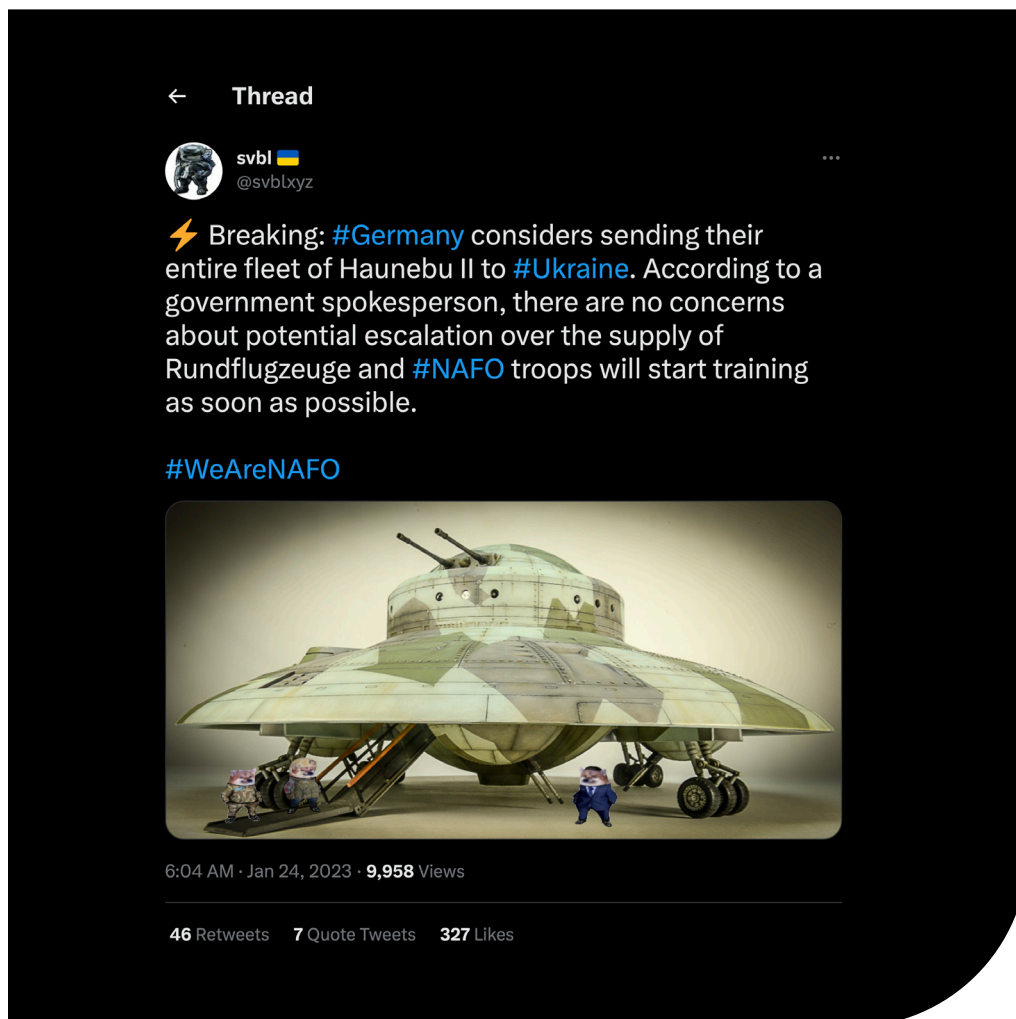 ← Thread
svbl 🇺🇦
@svblxyz
⚡ Breaking: #Germany considers sending their
entire fleet of Haunebu II to #Ukraine. According to a
government spokesperson, there are no concerns
about potential escalation over the supply of
Rundflugzeuge and #NAFO troops will start training
as soon as possible.
#WeAreNAFO
6:04 AM · Jan 24, 2023 · 9,958 Views
46 Retweets 7 Quote Tweets 327 Likes